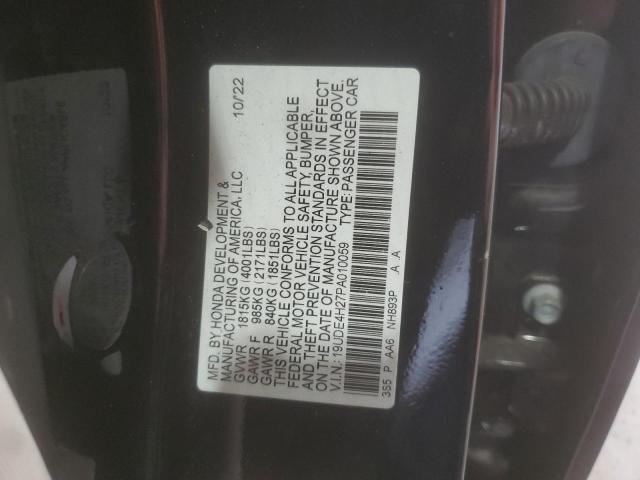 MFD. BY HONDA DEVELOPMENT &
MANUFACTURING OF AMERICA, LLC 10/22
GVWR 1815KG(4001LBS)
GAWR F 985KG(2171LBS)
GAWR R 840KG(1851LBS)
THIS VEHICLE CONFORMS TO ALL APPLICABLE
FEDERAL MOTOR VEHICLE SAFETY, BUMPER,
AND THEFT PREVENTION STANDARDS IN EFFECT
ON THE DATE OF MANUFACTURE SHOWN ABOVE.
V.I.N.:19UDE4H27PA010059 TYPE:PASSENGER CAR
3S5 P AA6 NH893P A A